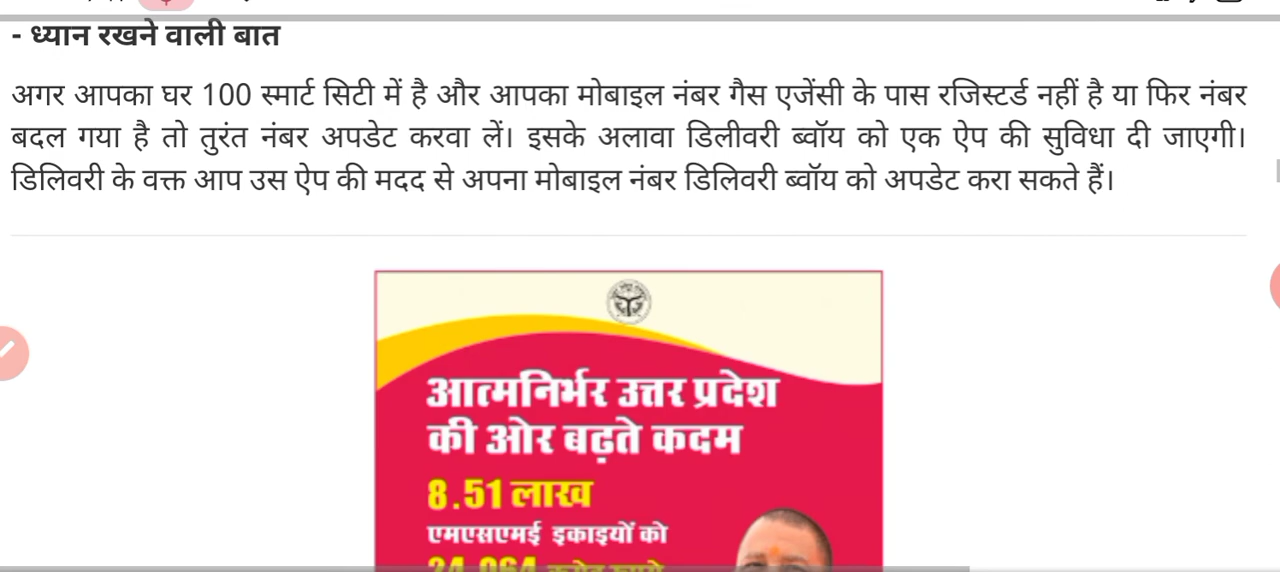 - ध्यान रखने वाली बात
अगर आपका घर 100 स्मार्ट सिटी में है और आपका मोबाइल नंबर गैस एजेंसी के पास रजिस्टर्ड नहीं है या फिर नंबर
बदल गया है तो तुरंत नंबर अपडेट करवा लें। इसके अलावा डिलीवरी ब्वॉय को एक ऐप की सुविधा दी जाएगी।
डिलिवरी के वक्त आप उस ऐप की मदद से अपना मोबाइल नंबर डिलिवरी ब्वॉय को अपडेट करा सकते हैं।
आत्मनिर्भर उत्तर प्रदेश
की ओर बढ़ते कदम
8.51 लाख
एमएसएमई इकाइयों को